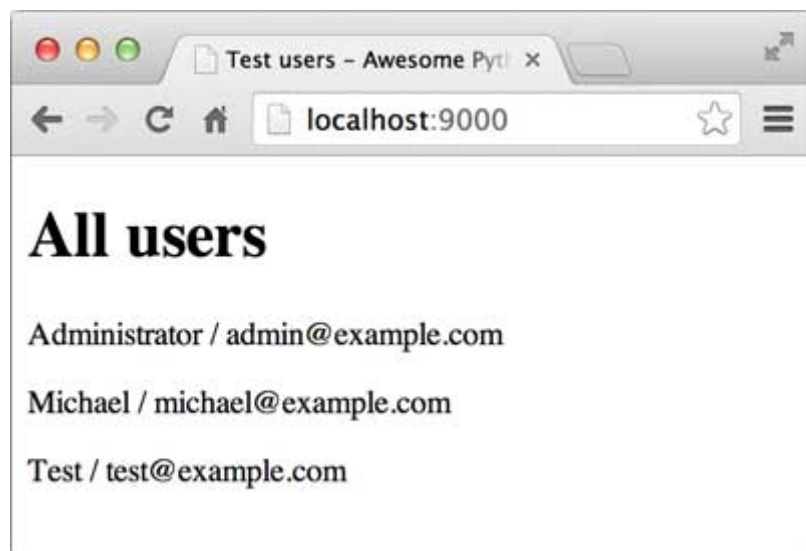 Test users – Awesome Pyt
localhost:9000
All users
Administrator / admin@example.com
Michael / michael@example.com
Test / test@example.com